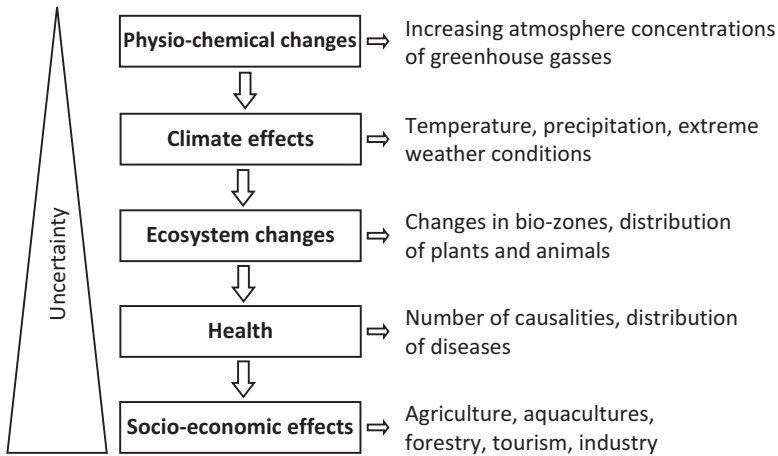 Physio-chemical changes
Increasing atmosphere concentrations
of greenhouse gasses
Climate effects
Temperature, precipitation, extreme
weather conditions
Uncertainty
Ecosystem changes
Changes in bio-zones, distribution
of plants and animals
Health
Number of causalities, distribution
of diseases
Socio-economic effects
Agriculture, aquacultures,
forestry, tourism, industry